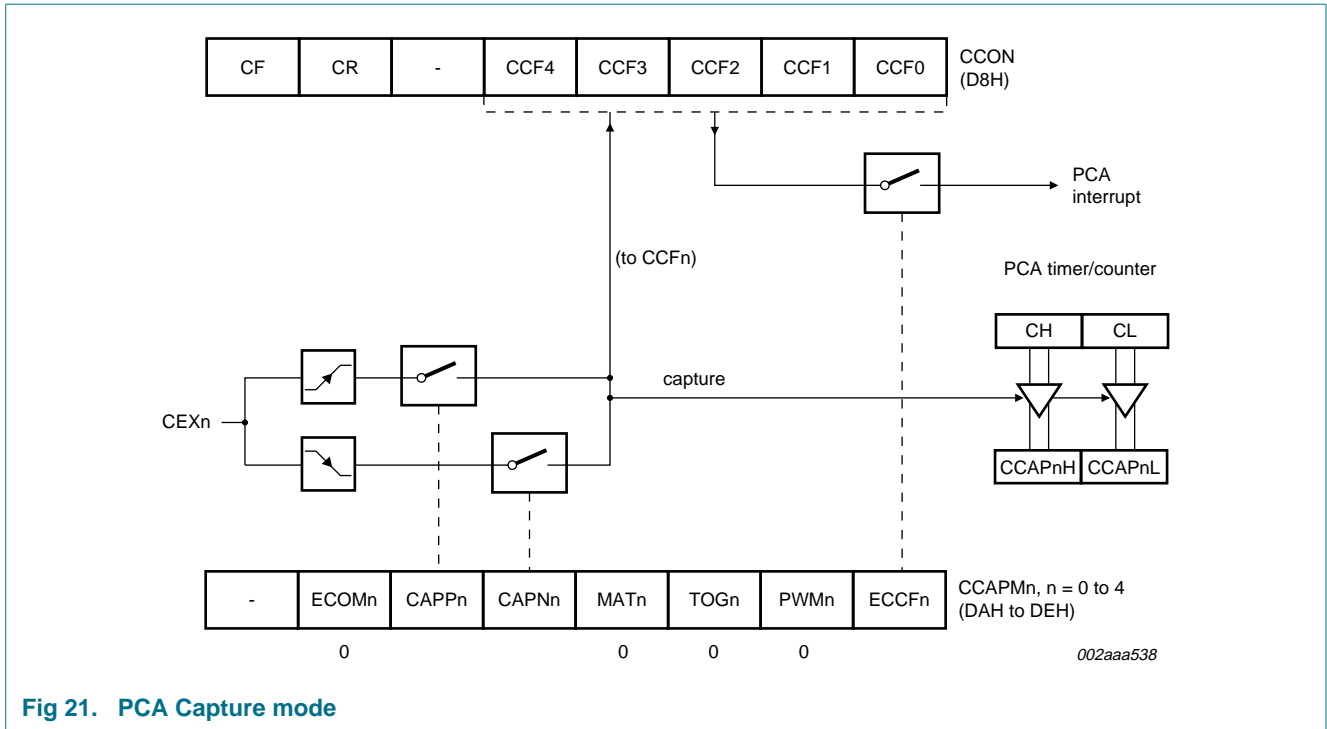 CF CR - CCF4 CCF3 CCF2 CCF1 CCF0 CCON
(D8H)
PCA
interrupt
(to CCFn)
PCA timer/counter
CH CL
capture
CEXn
CCAPnH CCAPnL
- ECOMn CAPPn CAPNn MATn TOGn PWMn ECCFn CCAPMn, n = 0 to 4
(DAH to DEH)
0 0 0 0
002aaa538
Fig 21. PCA Capture mode